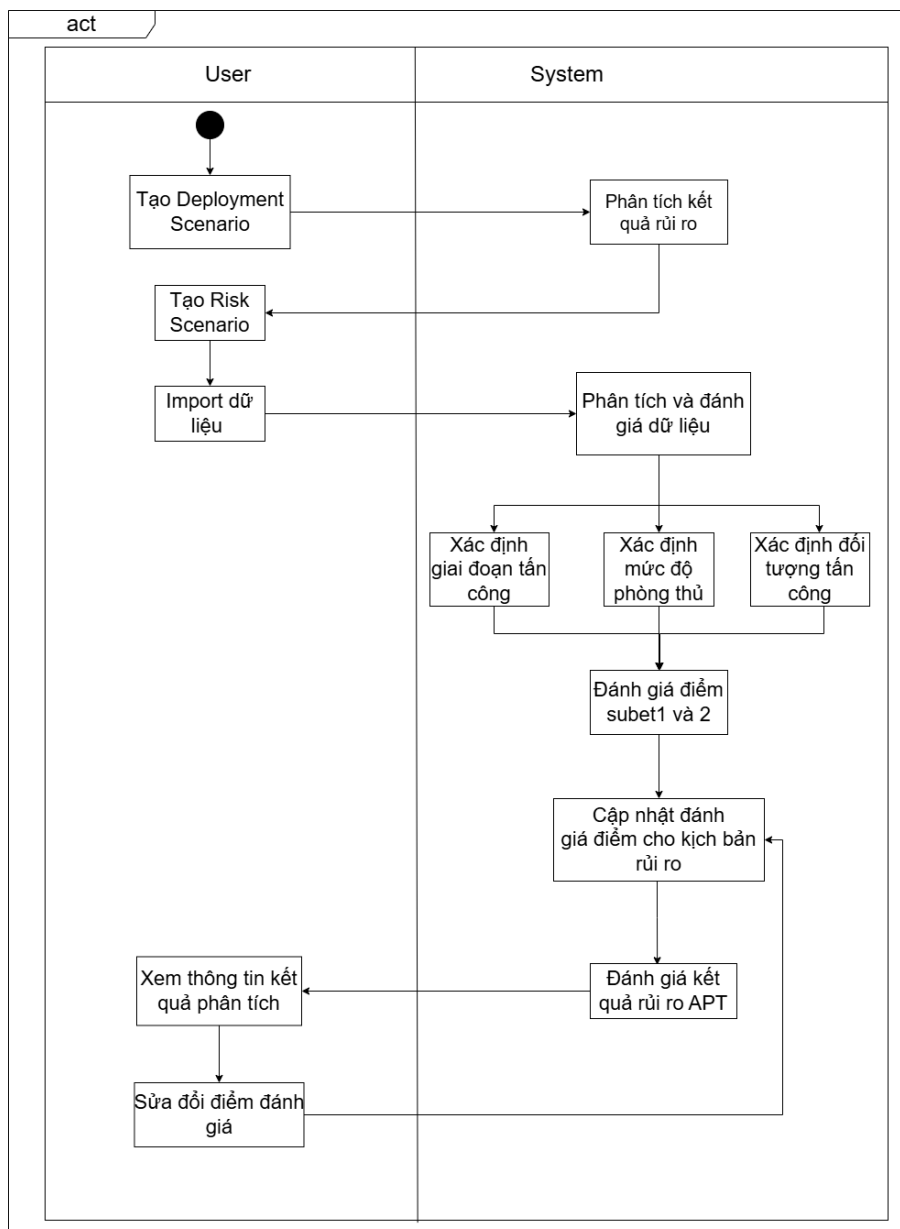 act
User
System
Tạo Deployment
Scenario
Phân tích kết
quả rủi ro
Tạo Risk
Scenario
Import dữ
liệu
Phân tích và đánh
giá dữ liệu
Xác định
giai đoạn tấn
công
Xác định
mức độ
phòng thủ
Xác định đối
tượng tấn
công
Đánh giá điểm
subet1 và 2
Cập nhật đánh
giá điểm cho kịch bản
rủi ro
Xem thông tin kết
quả phân tích
Đánh giá kết
quả rủi ro APT
Sửa đổi điểm đánh
giá